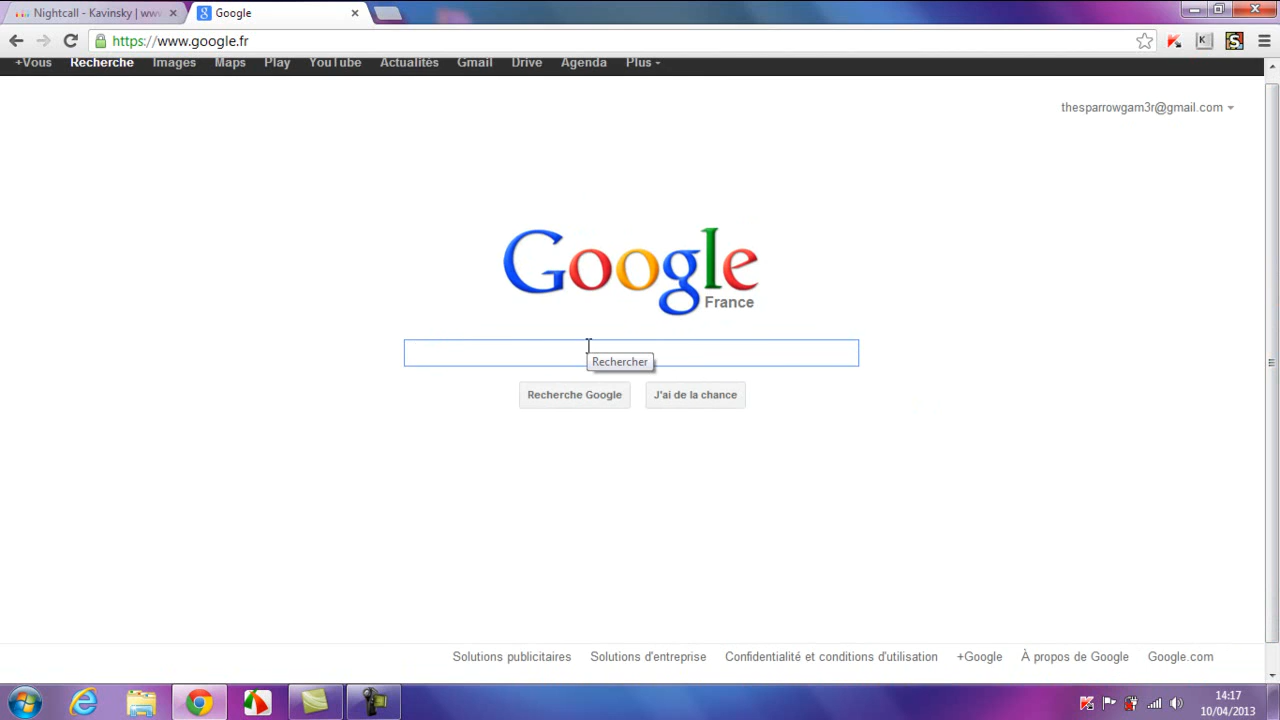 Nightcall - Kavinsky | www
Google
https://www.google.fr
+Vous Recherche Images Maps Play YouTube Actualités Gmail Drive Agenda Plus
thesparrowgam3r@gmail.com
Google
France
Rechercher
Recherche Google J'ai de la chance
Solutions publicitaires Solutions d'entreprise Confidentialité et conditions d'utilisation +Google À propos de Google Google.com
14:17
10/04/2013